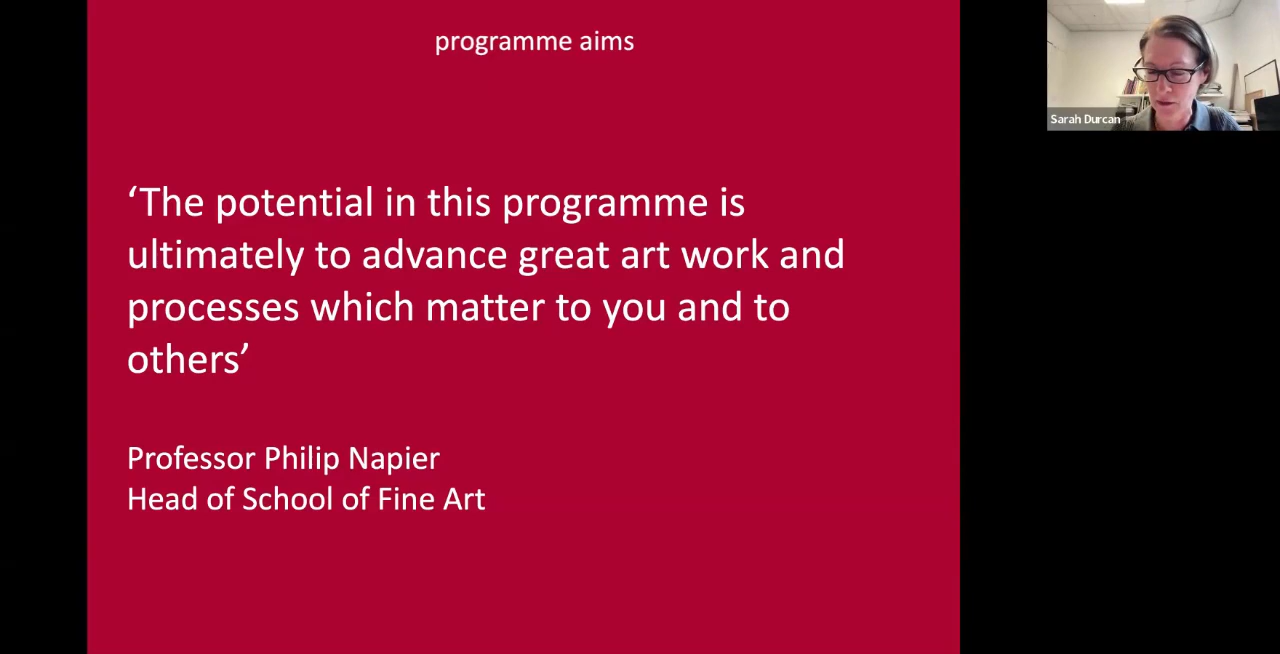 programme aims
‘The potential in this programme is
ultimately to advance great art work and
processes which matter to you and to
others’
Professor Philip Napier
Head of School of Fine Art
Sarah Durcan